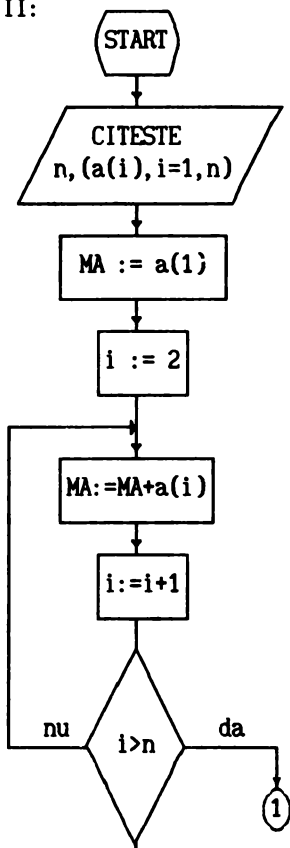 II:
START
CITESTE
n,(a(i),i=1,n)
MA := a(1)
i := 2
MA:=MA+a(i)
i:=i+1
nu
i>n
da
1